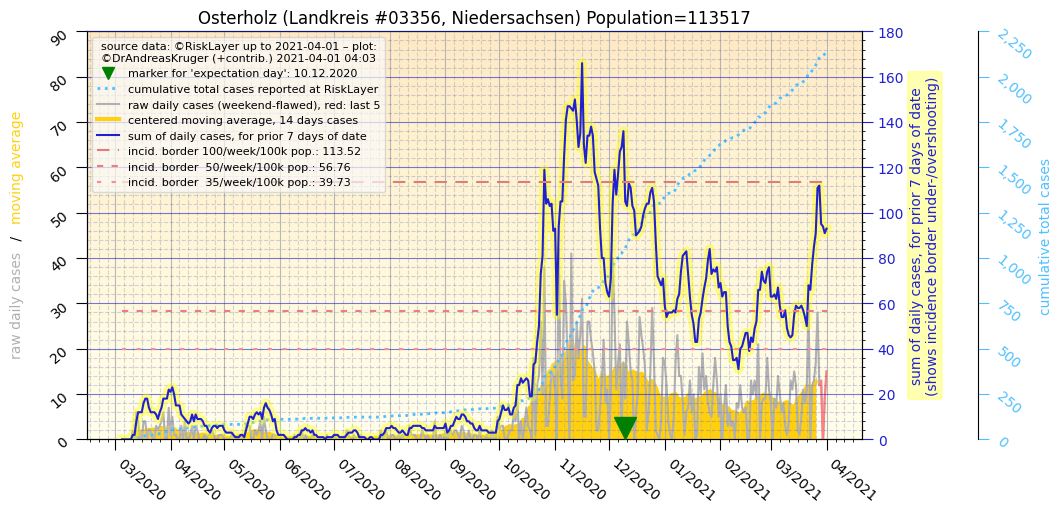 Osterholz (Landkreis #03356, Niedersachsen) Population=113517
source data: ©RiskLayer up to 2021-04-01 – plot:
©DrAndreasKruger (+contrib.) 2021-04-01 04:03
marker for 'expectation day': 10.12.2020
cumulative total cases reported at RiskLayer
raw daily cases (weekend-flawed), red: last 5
centered moving average, 14 days cases
sum of daily cases, for prior 7 days of date
incid. border 100/week/100k pop.: 113.52
incid. border  50/week/100k pop.: 56.76
incid. border  35/week/100k pop.: 39.73
raw daily cases  /  moving average
90
80
70
60
50
40
30
20
10
0
03/2020
04/2020
05/2020
06/2020
07/2020
08/2020
09/2020
10/2020
11/2020
12/2020
01/2021
02/2021
03/2021
04/2021
180
160
140
120
100
80
60
40
20
0
sum of daily cases, for prior 7 days of date
(shows incidence border under-/overshooting)
2,250
2,000
1,750
1,500
1,250
1,000
750
500
250
0
cumulative total cases